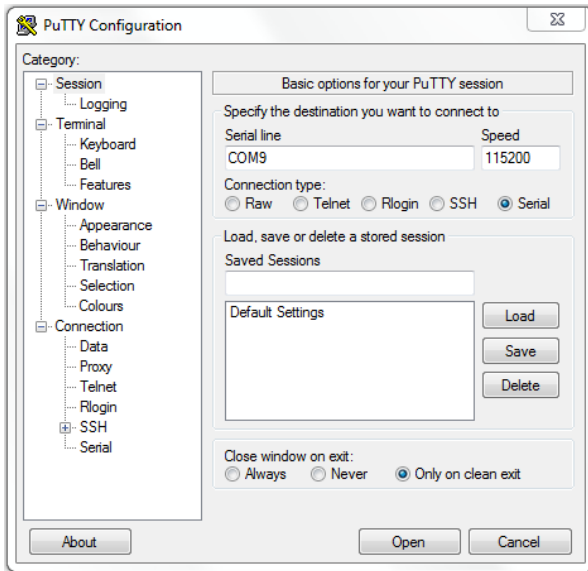 PuTTY Configuration
Category:
Session
Logging
Terminal
Keyboard
Bell
Features
Window
Appearance
Behaviour
Translation
Selection
Colours
Connection
Data
Proxy
Telnet
Rlogin
SSH
Serial
Basic options for your PuTTY session
Specify the destination you want to connect to
Serial line Speed
COM9 115200
Connection type:
Raw Telnet Rlogin SSH Serial
Load, save or delete a stored session
Saved Sessions
Default Settings
Load
Save
Delete
Close window on exit:
Always Never Only on clean exit
About Open Cancel